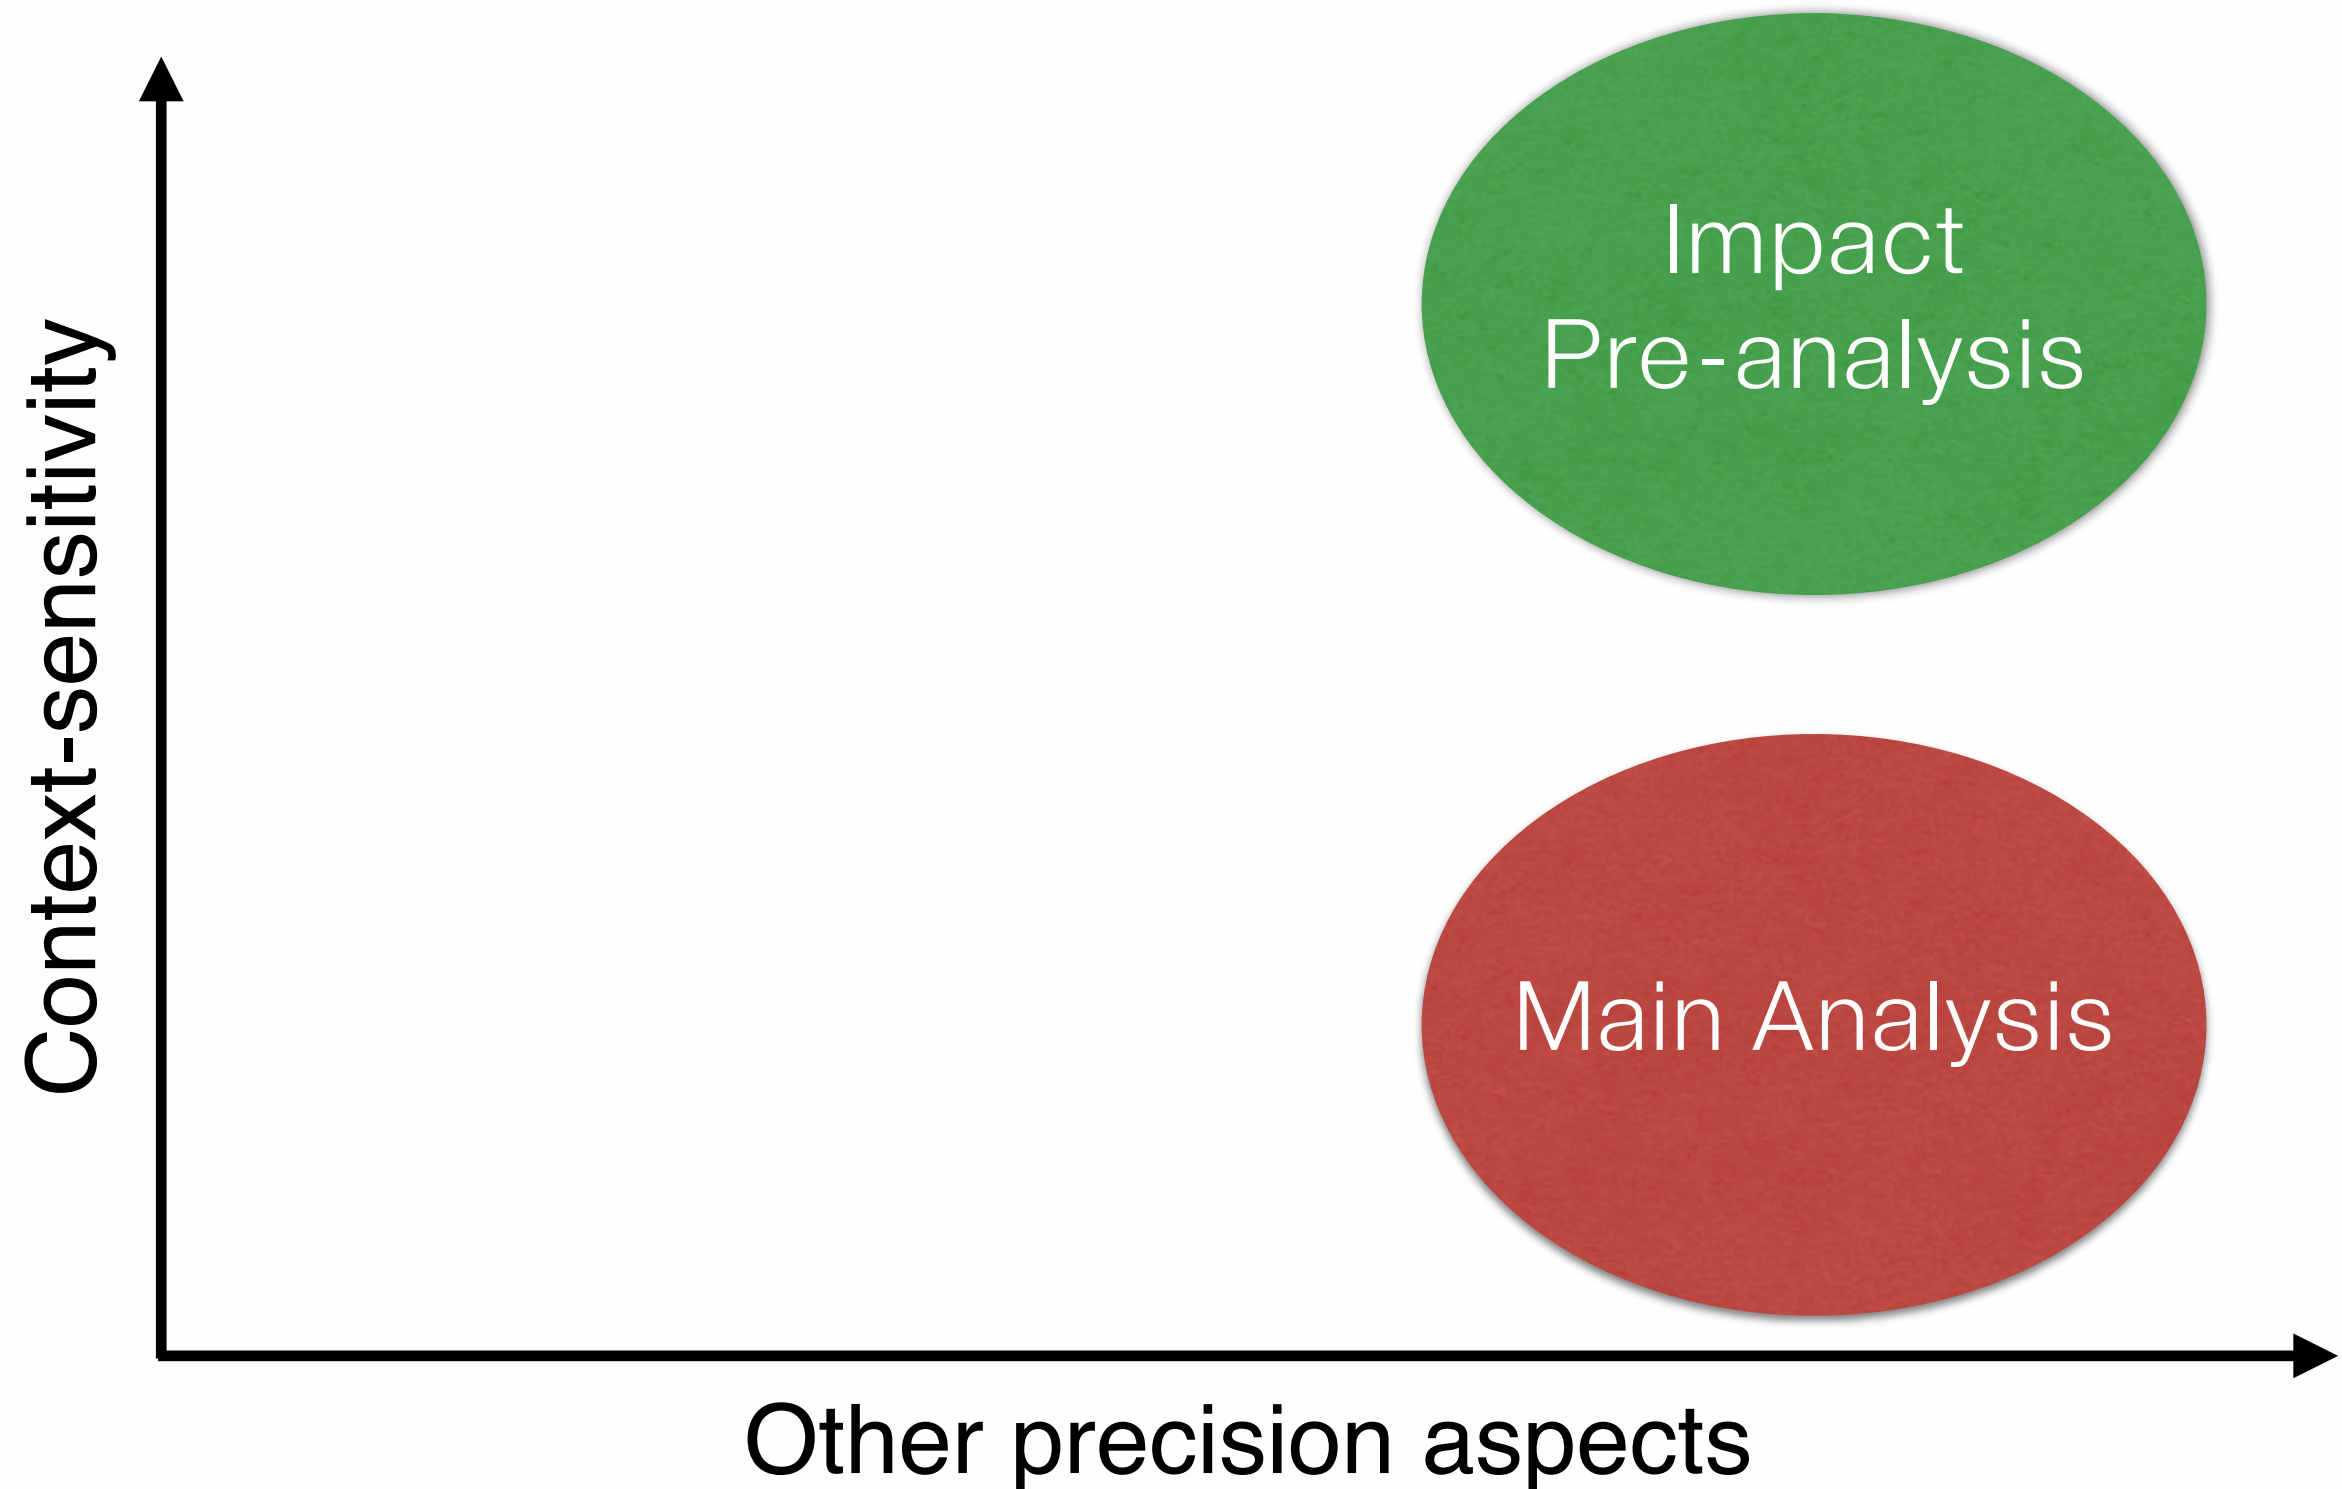 Context-sensitivity
Impact
Pre-analysis
Main Analysis
Other precision aspects